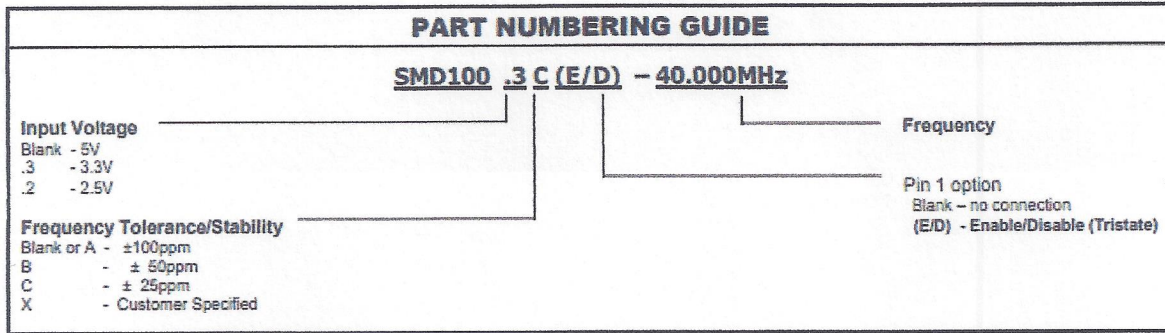 PART NUMBERING GUIDE
SMD100 .3 C (E/D) – 40.000MHz
Input Voltage
Blank - 5V
.3 - 3.3V
.2 - 2.5V
Frequency Tolerance/Stability
Blank or A - ±100ppm
B - ± 50ppm
C - ± 25ppm
X - Customer Specified
Frequency
Pin 1 option
Blank – no connection
(E/D) - Enable/Disable (Tristate)